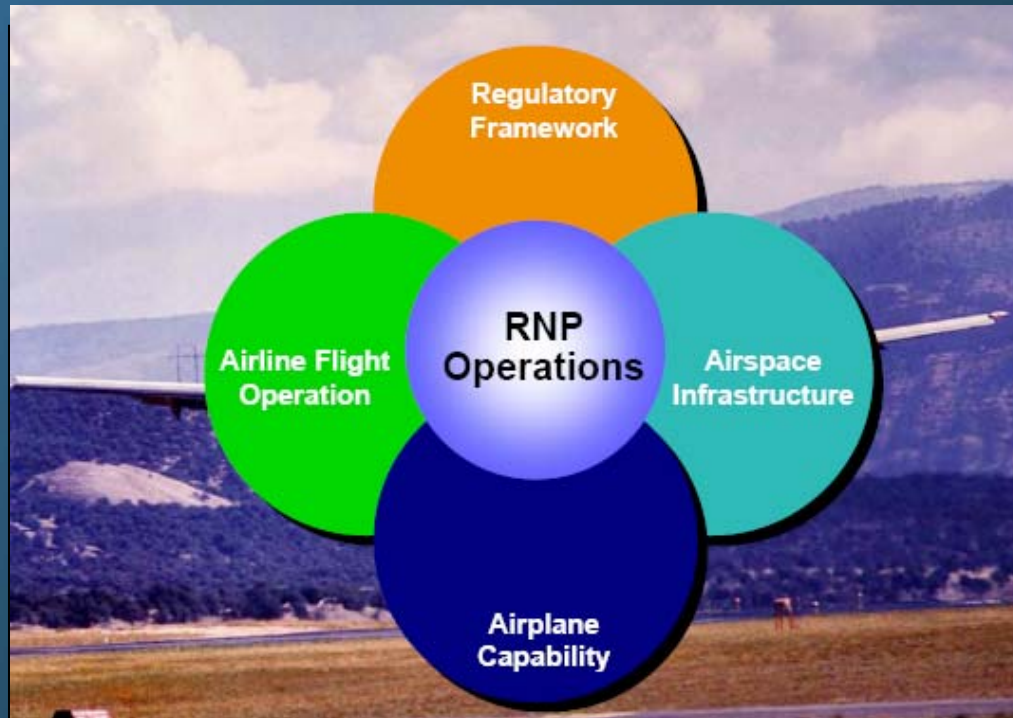 Regulatory
Framework
RNP
Operations
Airline Flight
Operation
Airspace
Infrastructure
Airplane
Capability